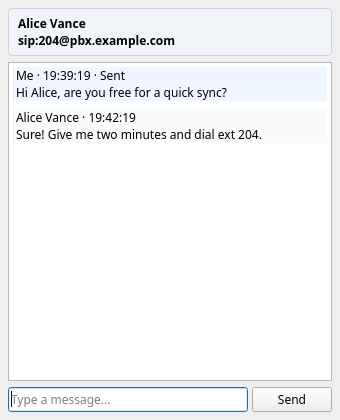 Alice Vance
sip:204@pbx.example.com
Me · 19:39:19 · Sent
Hi Alice, are you free for a quick sync?
Alice Vance · 19:42:19
Sure! Give me two minutes and dial ext 204.
Type a message...
Send